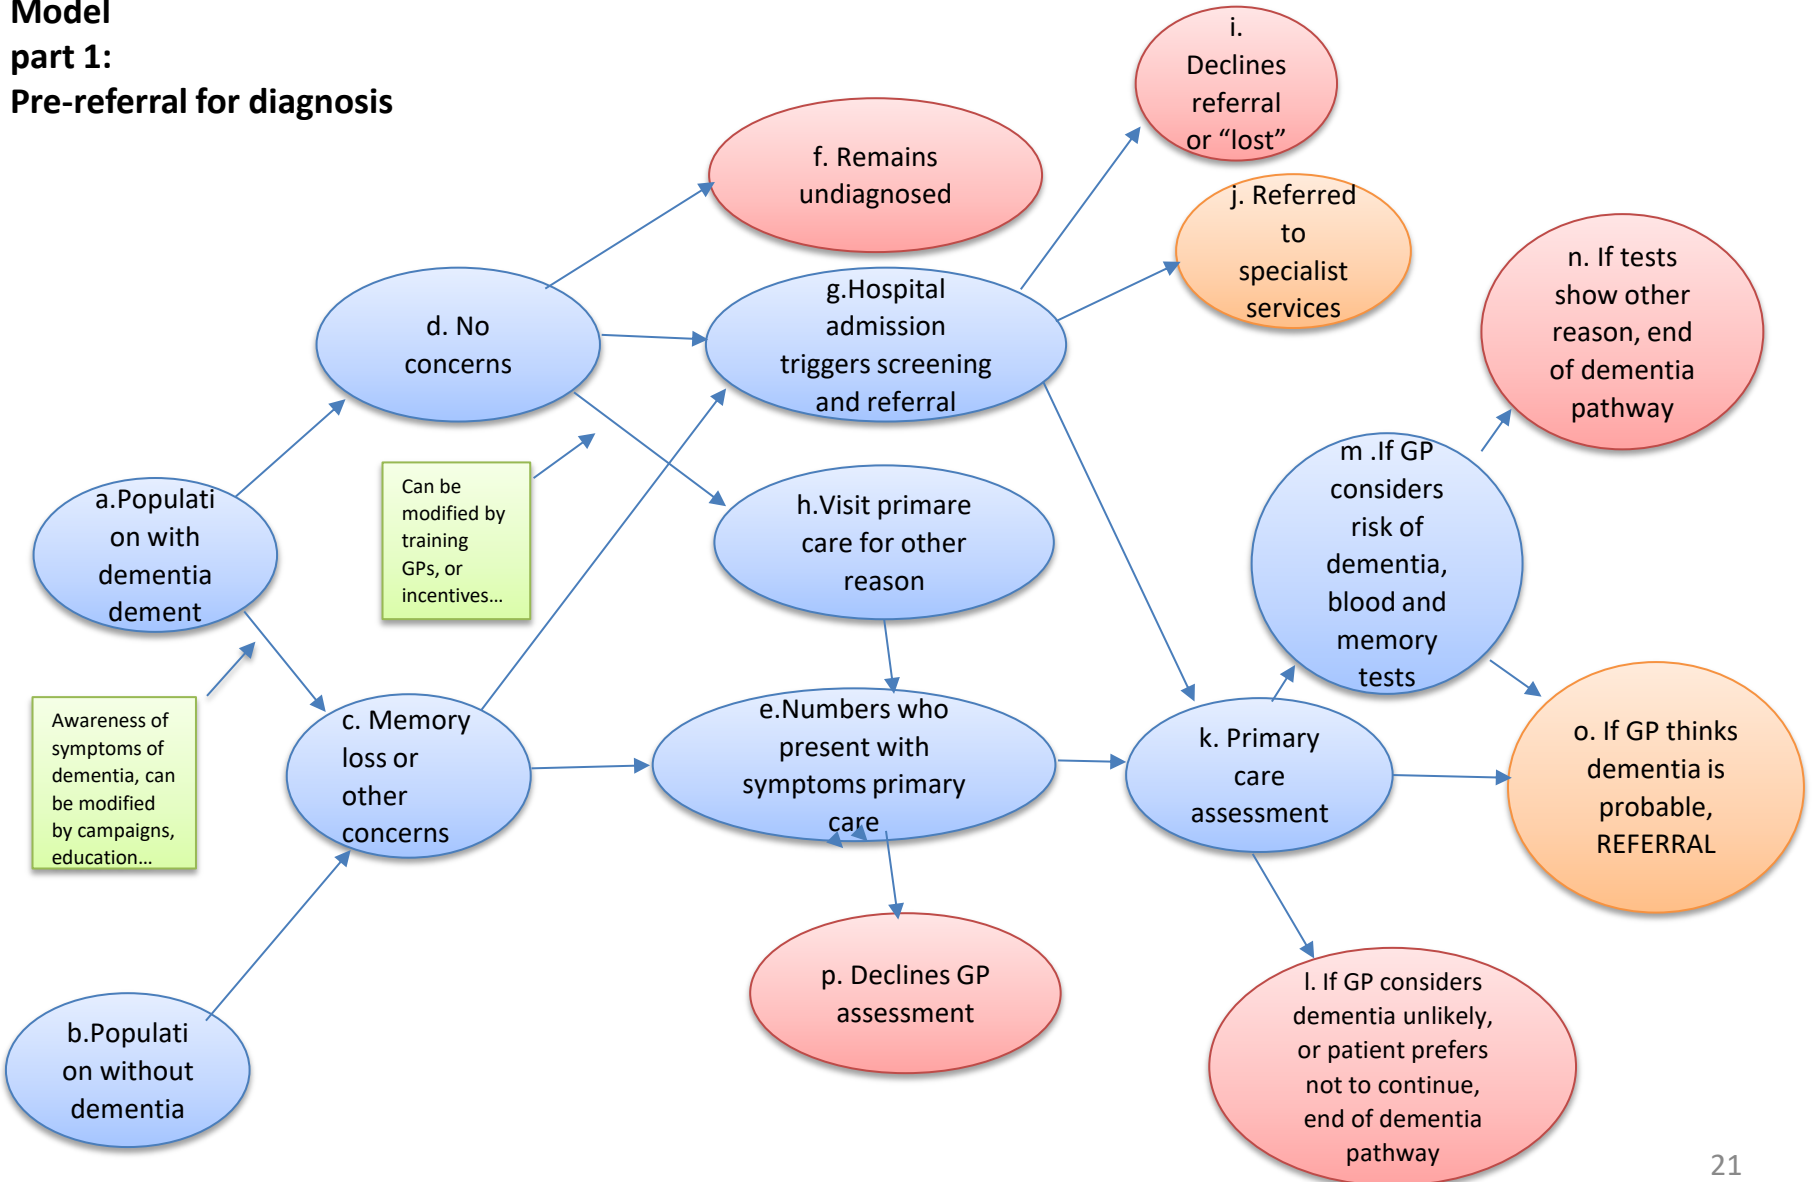 Model
part 1:
Pre-referral for diagnosis
i.
Declines
referral
or “lost”
f. Remains
undiagnosed
j. Referred
to
specialist
services
n. If tests
show other
reason, end
of dementia
pathway
d. No
concerns
g.Hospital
admission
triggers screening
and referral
m .If GP
considers
risk of
dementia,
blood and
memory
tests
Can be
modified by
training
GPs, or
incentives…
a.Populati
on with
dementia
dement
h.Visit primare
care for other
reason
Awareness of
symptoms of
dementia, can
be modified
by campaigns,
education…
c. Memory
loss or
other
concerns
e.Numbers who
present with
symptoms primary
care
k. Primary
care
assessment
o. If GP thinks
dementia is
probable,
REFERRAL
p. Declines GP
assessment
l. If GP considers
dementia unlikely,
or patient prefers
not to continue,
end of dementia
pathway
b.Populati
on without
dementia
21